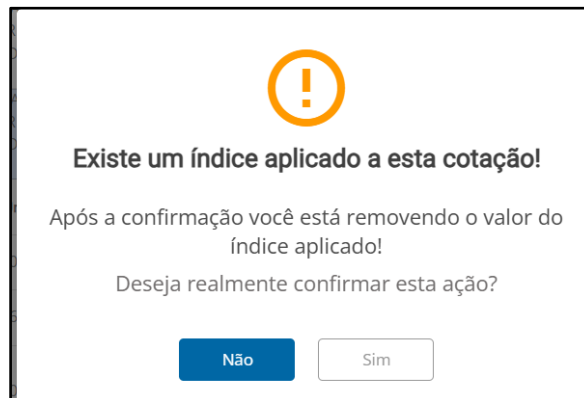 Existe um índice aplicado a esta cotação!
Após a confirmação você está removendo o valor do
índice aplicado!
Deseja realmente confirmar esta ação?
Não
Sim